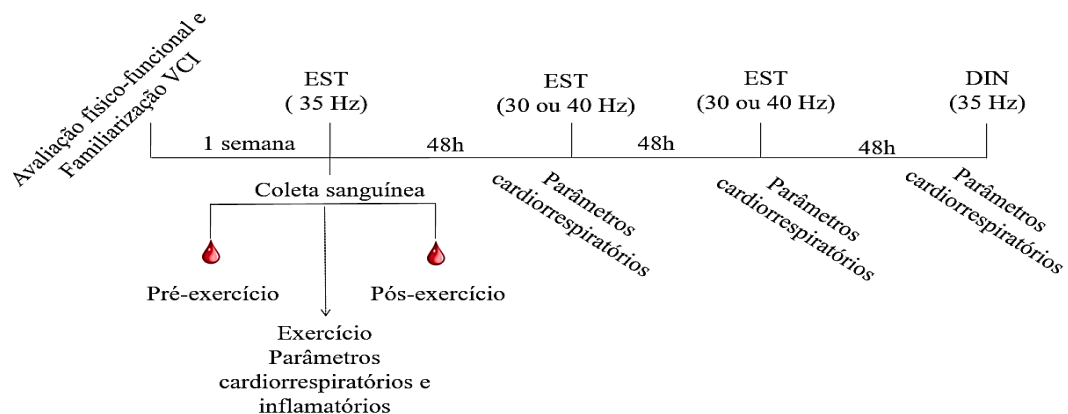 Avaliação físico-funcional e
Familiarização VCI
EST
( 35 Hz)
EST
(30 ou 40 Hz)
EST
(30 ou 40 Hz)
DIN
(35 Hz)
1 semana
48h
48h
48h
Coleta sanguínea
Pré-exercício
Pós-exercício
Exercício
Parâmetros
cardiorrespiratórios e
inflamatórios
Parâmetros
cardiorrespiratórios
Parâmetros
cardiorrespiratórios
Parâmetros
cardiorrespiratórios